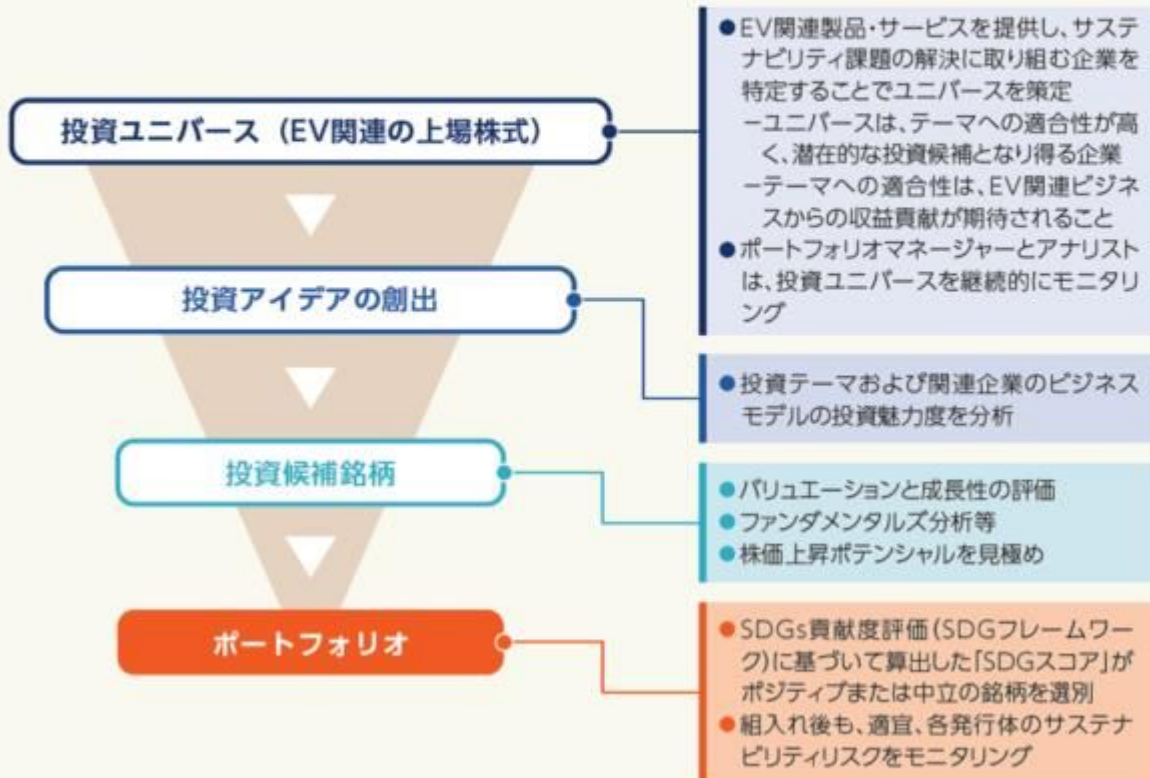 投資ユニバース（EV関連の上場株式）
●EV関連製品・サービスを提供し、サステ
ナビリティ課題の解決に取り組む企業を
特定することでユニバースを策定
－ユニバースは、テーマへの適合性が高
く、潜在的な投資候補となり得る企業
－テーマへの適合性は、EV関連ビジネ
スからの収益貢献が期待されること
●ポートフォリオマネージャーとアナリスト
は、投資ユニバースを継続的にモニタリ
ング
投資アイデアの創出
●投資テーマおよび関連企業のビジネス
モデルの投資魅力度を分析
投資候補銘柄
●バリュエーションと成長性の評価
●ファンダメンタルズ分析等
●株価上昇ポテンシャルを見極め
ポートフォリオ
●SDGs貢献度評価(SDGフレームワー
ク)に基づいて算出した「SDGスコア」が
ポジティブまたは中立の銘柄を選別
●組入れ後も、適宜、各発行体のサステナ
ビリティリスクをモニタリング